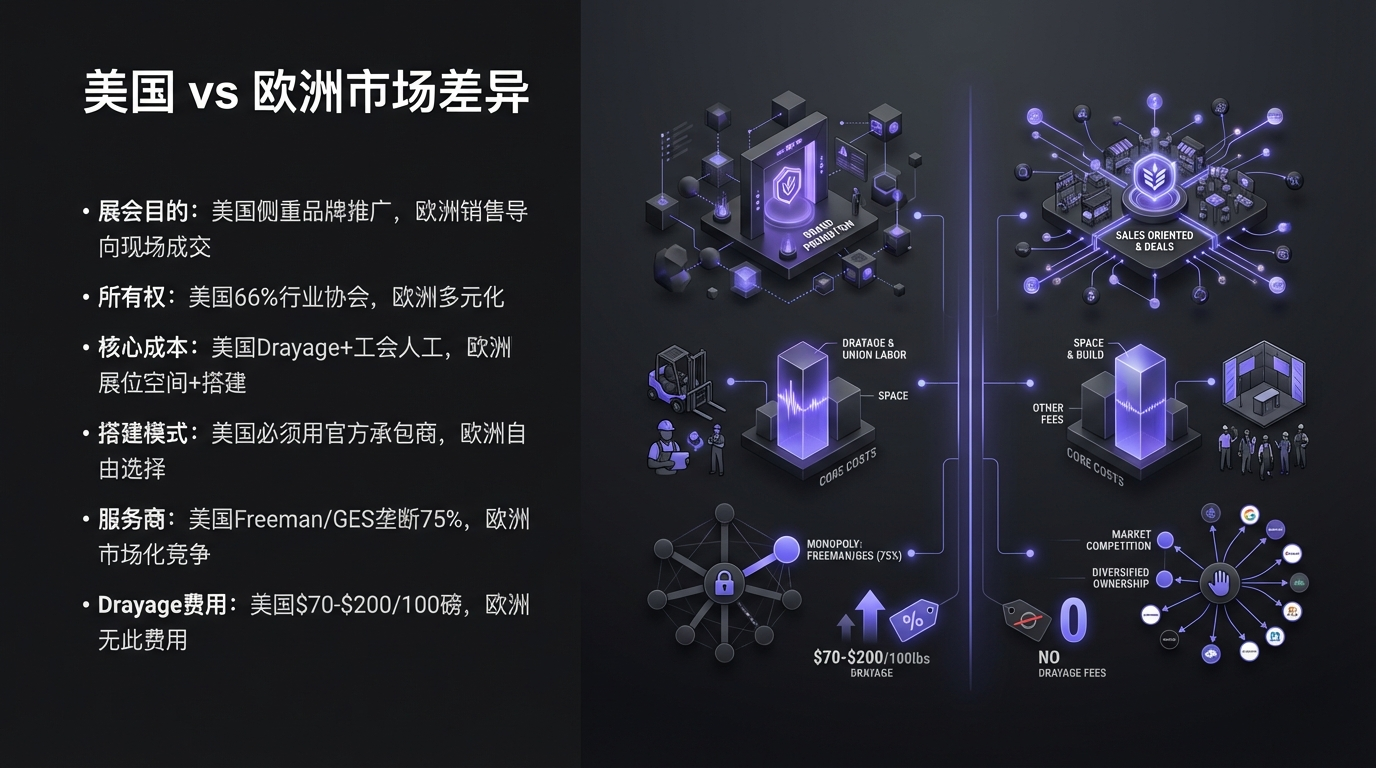 美国 vs 欧洲市场差异
• 展会目的：美国侧重品牌推广，欧洲销售导
向现场成交
• 所有权：美国66%行业协会，欧洲多元化
• 核心成本：美国Drayage+工会人工，欧洲
展位空间+搭建
• 搭建模式：美国必须用官方承包商，欧洲自
由选择
• 服务商：美国Freeman/GES垄断75%，欧洲
市场化竞争
• Drayage费用：美国$70-$200/100磅，欧洲
无此费用
SALES ORIENTED
& DEALS
DRATAGE &
UNION LABOR
SPACE
CORE COSTS
SPACE
& BUILD
OTHER
FEES
CORE COSTS
MONOPOLY:
FREEMAN/GES (75%)
%
$70-$200/100lbs
DRAYAGE
MARKET
COMPETITION
DIVERSIFIED
OWNERSHIP
0
NO
DRAYAGE FEES